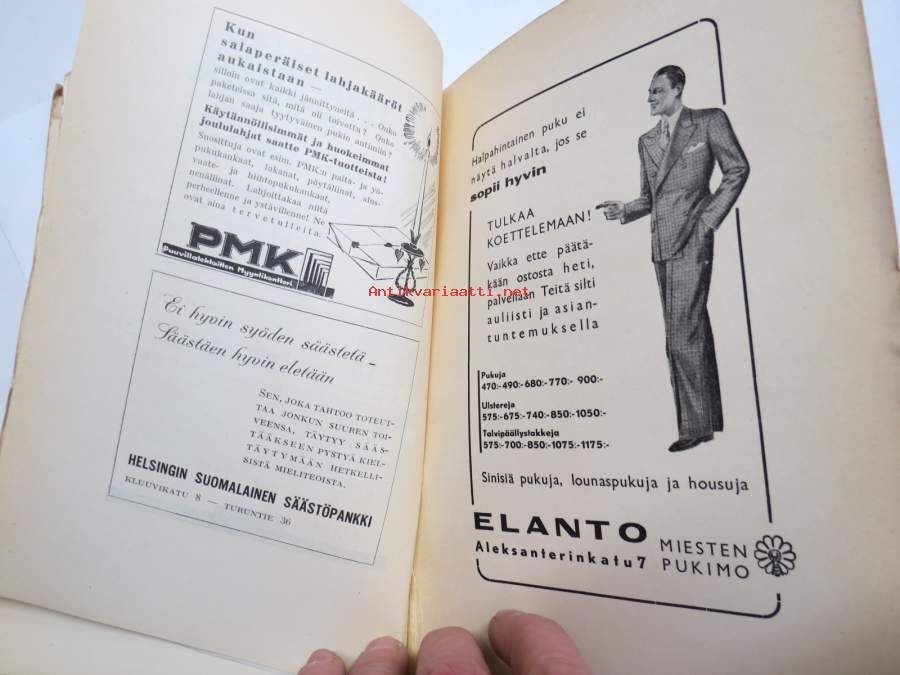 Kun
salaperäiset lahjakääröt
aukaistaan —
silloin ovat kaikki jännittyneitä . . . Onko
paketeissa sitä, mitä oli toivottu? Onko
lahjan saaja tyytyväinen pukin antimiin?
Käytännöllisimmät ja huokeimmat
joululahjat saatte PMK-tuotteista!
Suosittuja ovat esim. PMK:n paita- ja yö-
pukukankaat, lakanat, pöytäliinat, alus-
vaate- ja hiihtopukukankaat,
nenäliinat. Lahjoittakaa niitä
perheellenne ja ystävillenne! Ne
ovat aina tervetulleita.
PMK
Puuvillatehtaitten Myyntikonttori
Ei hyvin syöden säästetä –
Säästäen hyvin eletään
SEN, JOKA TAHTOO TOTEUT-
TAA JONKUN SUUREN TOI-
VEENSA, TÄYTYY SÄÄS-
TÄÄKSEEN PYSTYÄ KIEL-
TÄYTYMÄÄN HETKELLI-
SISTÄ MIELITEOISTA.
HELSINGIN SUOMALAINEN SÄÄSTÖPANKKI
KLUUVIKATU 8 — TURUNTIE 36
Halpahintainen puku ei
näytä halvalta, jos se
sopii hyvin
TULKAA
KOETTELEMAAN!
Vaikka ette päätä-
kään ostosta heti,
palvellaan Teitä silti
auliisti ja asian-
tuntemuksella
Pukuja
470:-490:-680:-770:- 900:-
Ulstereja
575:-675:-740:-850:-1050:-
Talvipäällystakkeja
575:-700:-850:-1075:-1175:-
Sinisiä pukuja, lounaspukuja ja housuja
ELANTO
Aleksanterinkatu 7
MIESTEN
PUKIMO
Antikvariaatti.net